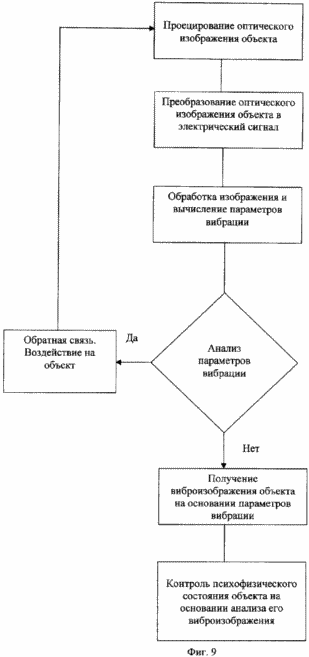 Проецирование оптического
изображения объекта
Преобразование оптического
изображения объекта в
электрический сигнал
Обработка изображения и
вычисление параметров
вибрации
Анализ
параметров
вибрации
Да
Обратная связь.
Воздействие на
объект
Нет
Получение
виброизображения объекта
на основании параметров
вибрации
Контроль психофизического
состояния объекта на
основании анализа его
виброизображения
Фиг. 9